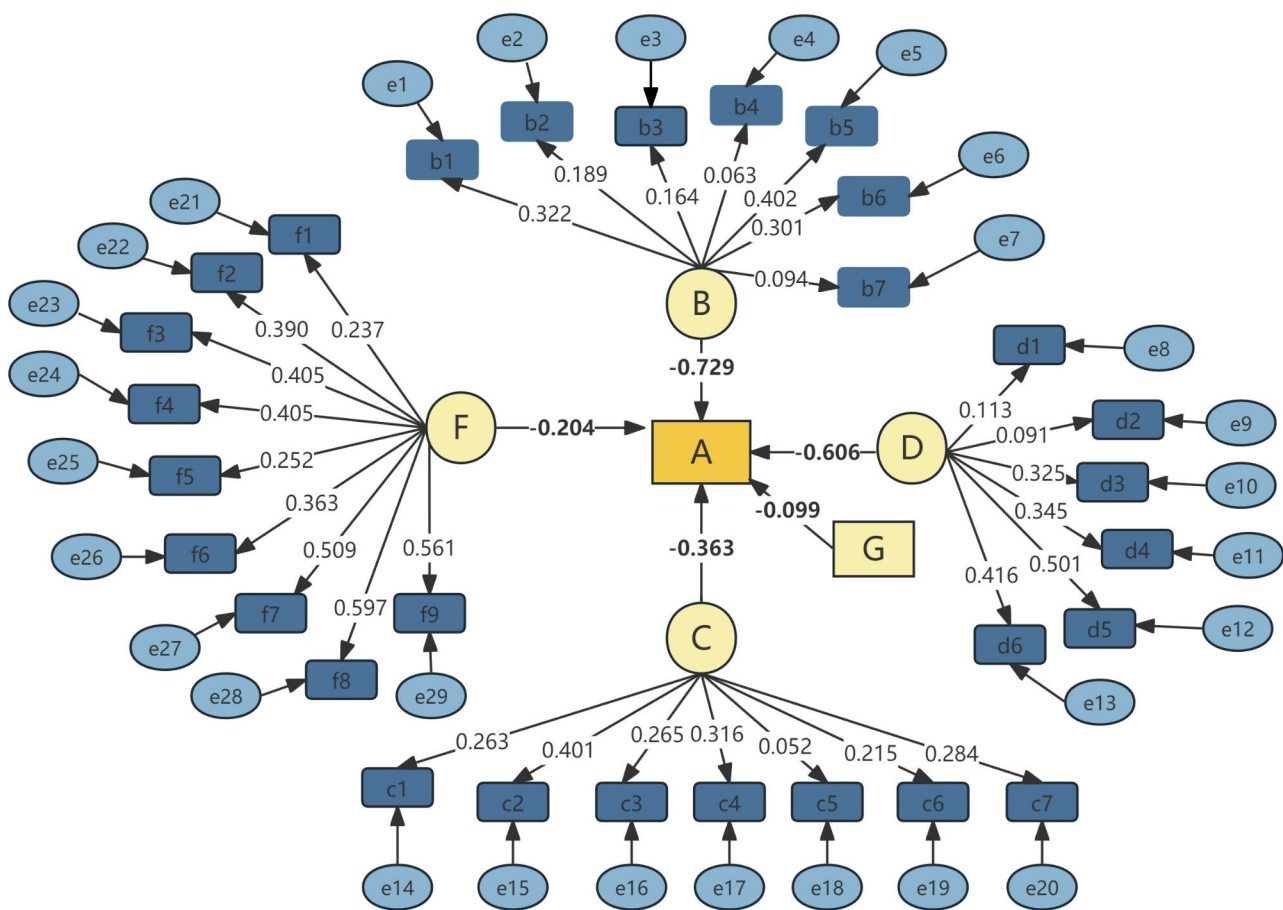 e1
e2
e3
e4
e5
e6
e7
b1
b2
b3
b4
b5
b6
b7
0.322
0.189
0.164
0.063
0.402
0.301
0.094
B
-0.729
e21
e22
e23
e24
e25
e26
e27
e28
e29
f1
f2
f3
f4
f5
f6
f7
f8
f9
0.237
0.390
0.405
0.405
0.252
0.363
0.509
0.597
0.561
F
-0.204
A
-0.606
D
-0.099
G
-0.363
C
d1
d2
d3
d4
d5
d6
0.113
0.091
0.325
0.345
0.501
0.416
e8
e9
e10
e11
e12
e13
0.263
0.401
0.265
0.316
0.052
0.215
0.284
c1
c2
c3
c4
c5
c6
c7
e14
e15
e16
e17
e18
e19
e20